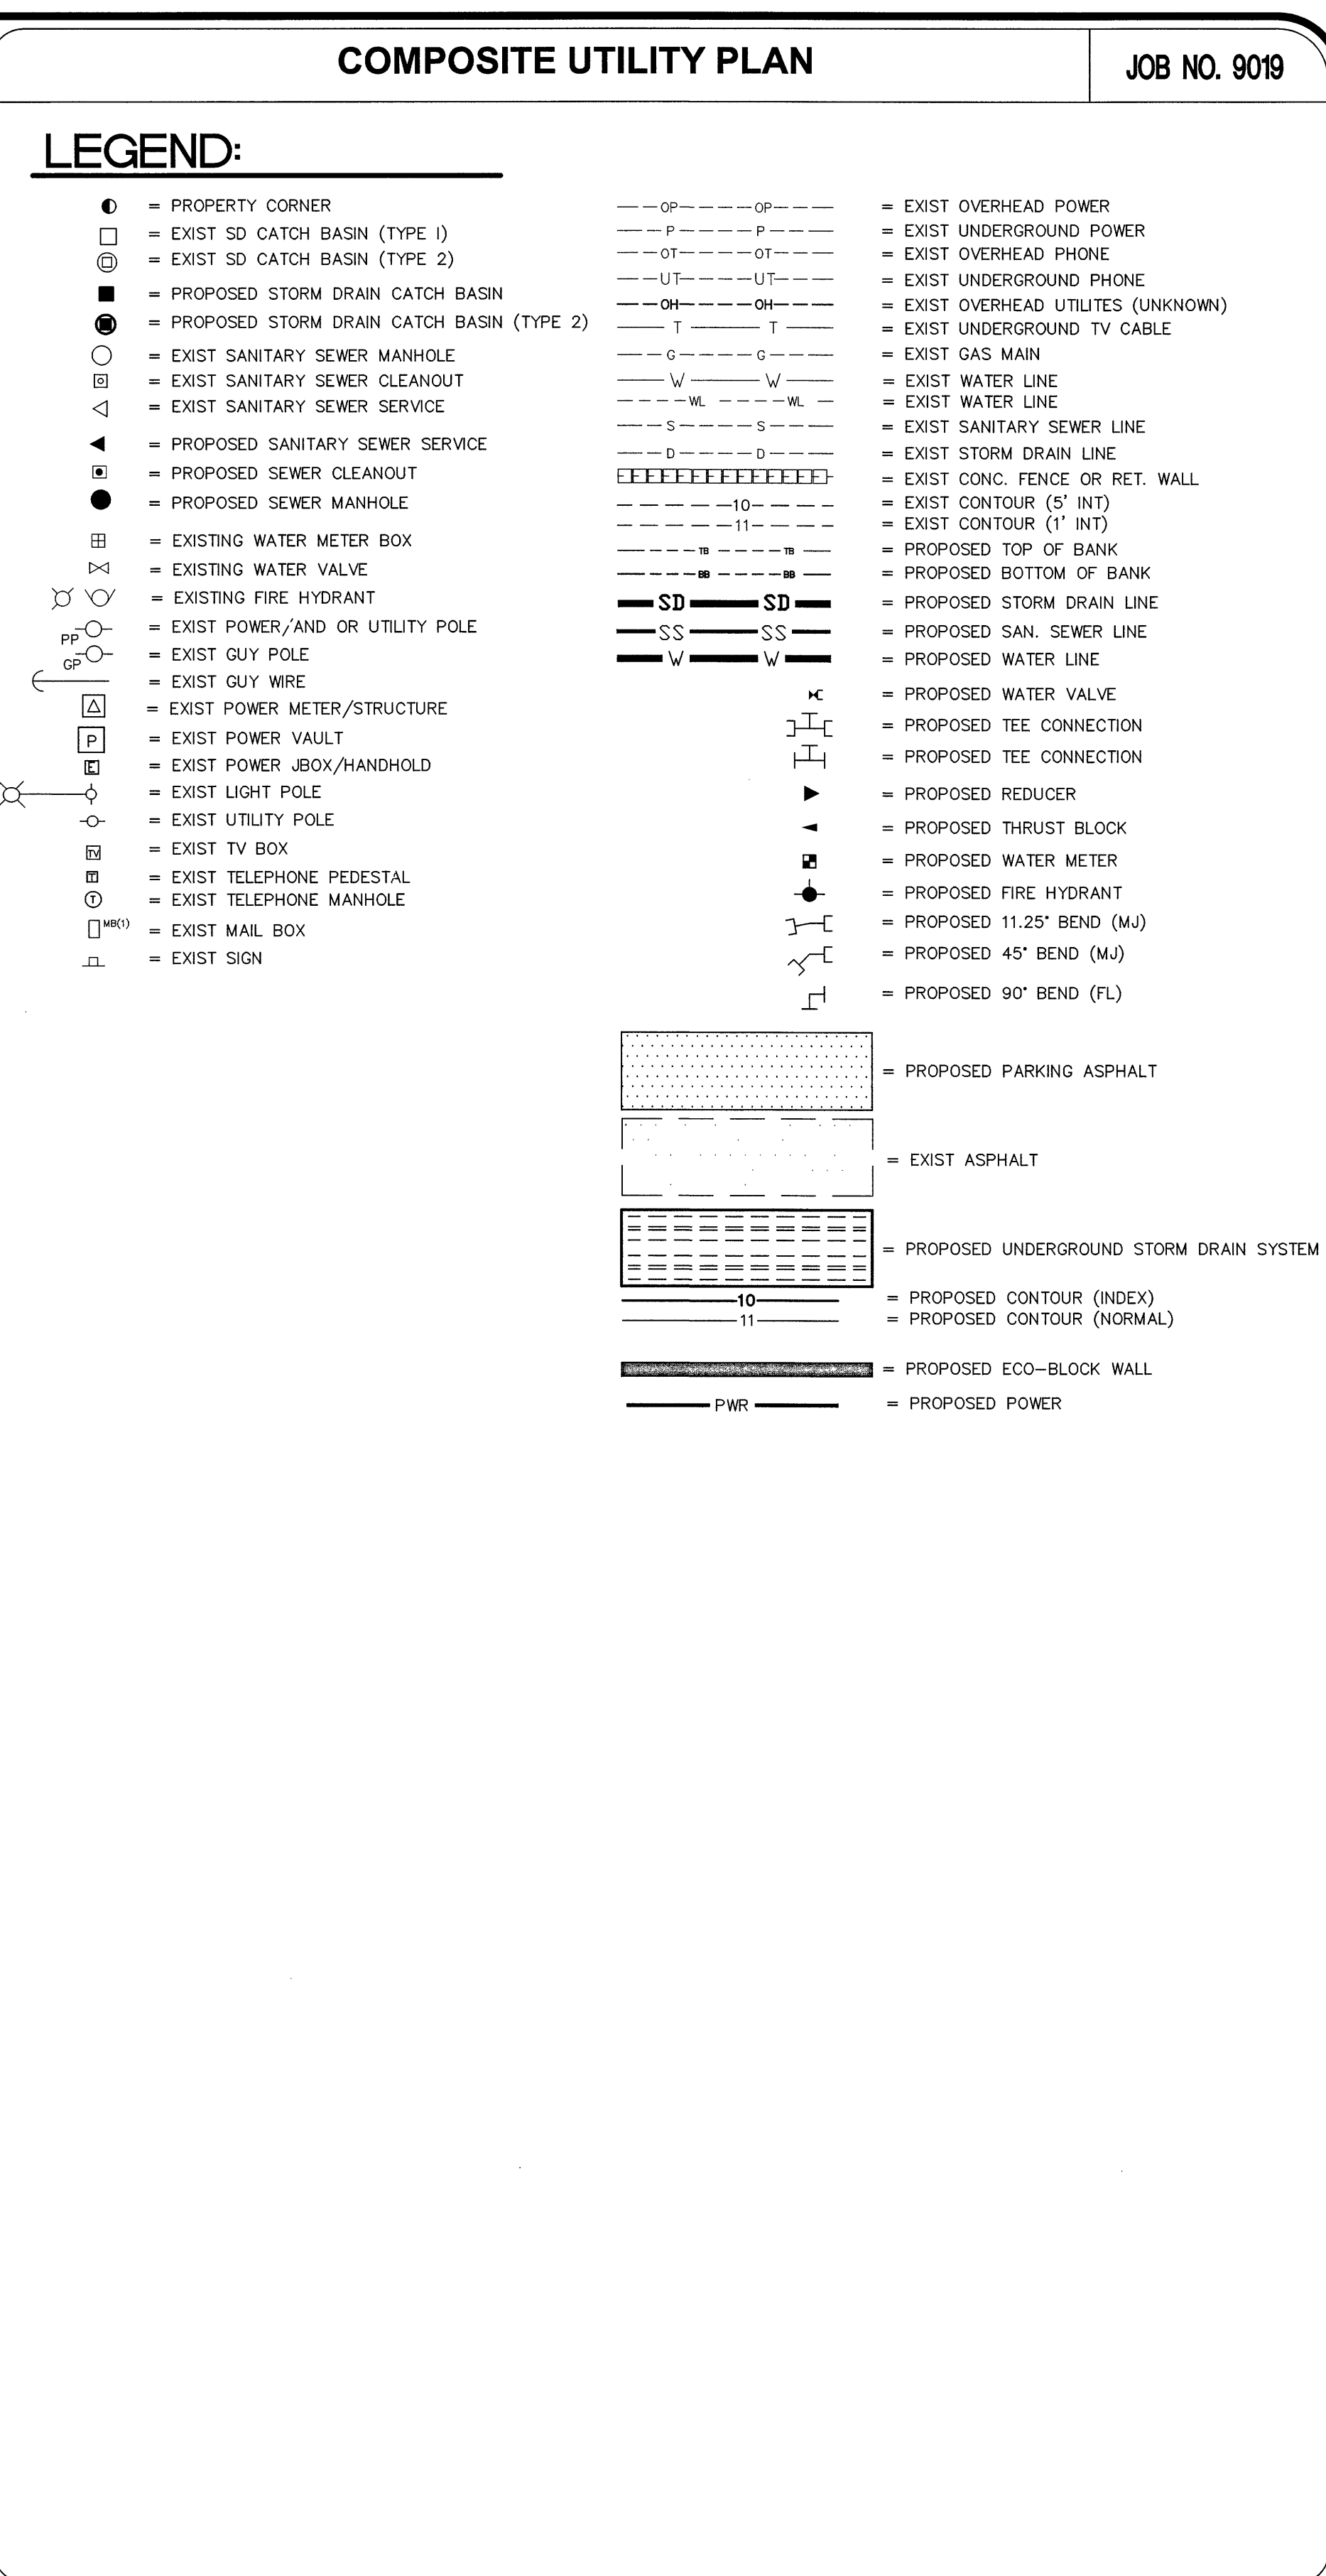 COMPOSITE UTILITY PLAN
JOB NO. 9019
LEGEND:
= PROPERTY CORNER
= EXIST SD CATCH BASIN (TYPE I)
= EXIST SD CATCH BASIN (TYPE 2)
= PROPOSED STORM DRAIN CATCH BASIN
= PROPOSED STORM DRAIN CATCH BASIN (TYPE 2)
= EXIST SANITARY SEWER MANHOLE
= EXIST SANITARY SEWER CLEANOUT
= EXIST SANITARY SEWER SERVICE
= PROPOSED SANITARY SEWER SERVICE
= PROPOSED SEWER CLEANOUT
= PROPOSED SEWER MANHOLE
= EXISTING WATER METER BOX
= EXISTING WATER VALVE
= EXISTING FIRE HYDRANT
PP = EXIST POWER/AND OR UTILITY POLE
GP = EXIST GUY POLE
= EXIST GUY WIRE
= EXIST POWER METER/STRUCTURE
P = EXIST POWER VAULT
E = EXIST POWER JBOX/HANDHOLD
= EXIST LIGHT POLE
= EXIST UTILITY POLE
TV = EXIST TV BOX
T = EXIST TELEPHONE PEDESTAL
T = EXIST TELEPHONE MANHOLE
MB(1) = EXIST MAIL BOX
= EXIST SIGN
OP OP = EXIST OVERHEAD POWER
P P = EXIST UNDERGROUND POWER
OT OT = EXIST OVERHEAD PHONE
UT UT = EXIST UNDERGROUND PHONE
OH OH = EXIST OVERHEAD UTILITES (UNKNOWN)
T T = EXIST UNDERGROUND TV CABLE
G G = EXIST GAS MAIN
W W = EXIST WATER LINE
WL WL = EXIST WATER LINE
S S = EXIST SANITARY SEWER LINE
D D = EXIST STORM DRAIN LINE
= EXIST CONC. FENCE OR RET. WALL
10 = EXIST CONTOUR (5' INT)
11 = EXIST CONTOUR (1' INT)
TB TB = PROPOSED TOP OF BANK
BB BB = PROPOSED BOTTOM OF BANK
SD SD = PROPOSED STORM DRAIN LINE
SS SS = PROPOSED SAN. SEWER LINE
W W = PROPOSED WATER LINE
= PROPOSED WATER VALVE
= PROPOSED TEE CONNECTION
= PROPOSED TEE CONNECTION
= PROPOSED REDUCER
= PROPOSED THRUST BLOCK
= PROPOSED WATER METER
= PROPOSED FIRE HYDRANT
= PROPOSED 11.25° BEND (MJ)
= PROPOSED 45° BEND (MJ)
= PROPOSED 90° BEND (FL)
= PROPOSED PARKING ASPHALT
= EXIST ASPHALT
= PROPOSED UNDERGROUND STORM DRAIN SYSTEM
10 = PROPOSED CONTOUR (INDEX)
11 = PROPOSED CONTOUR (NORMAL)
= PROPOSED ECO-BLOCK WALL
PWR = PROPOSED POWER